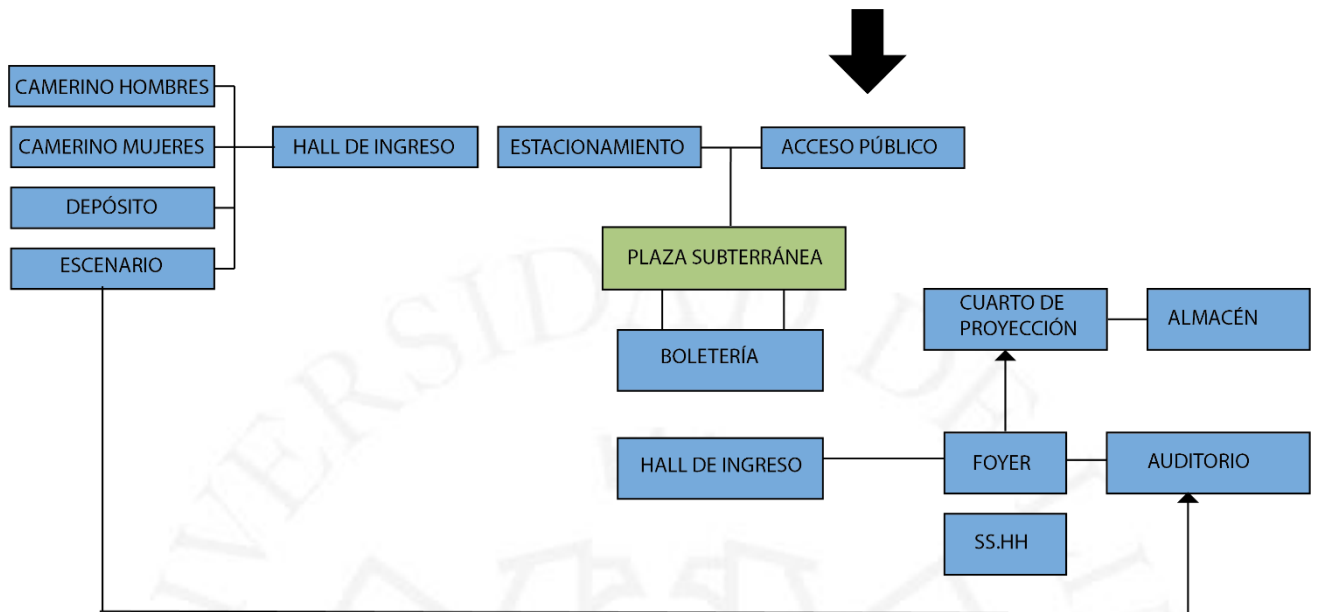 CAMERINO HOMBRES
CAMERINO MUJERES
HALL DE INGRESO
ESTACIONAMIENTO
ACCESO PÚBLICO
DEPÓSITO
ESCENARIO
PLAZA SUBTERRÁNEA
CUARTO DE
PROYECCIÓN
ALMACÉN
BOLETERÍA
HALL DE INGRESO
FOYER
AUDITORIO
SS.HH